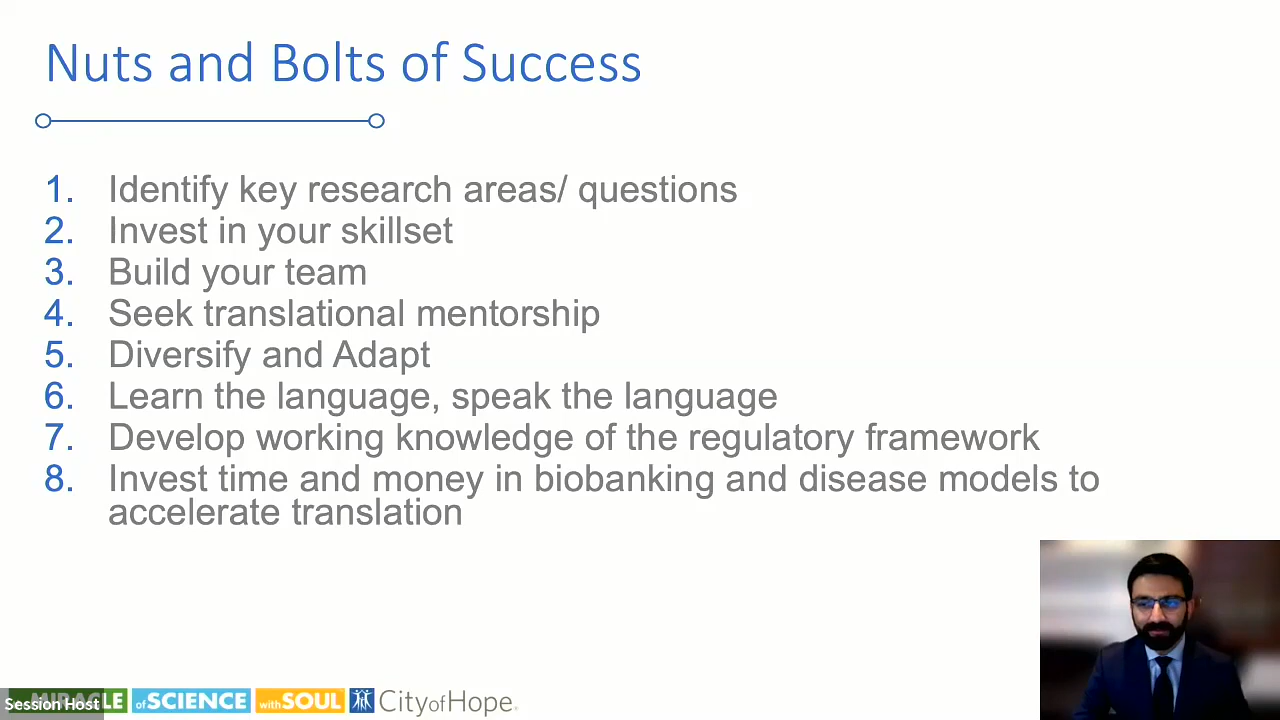 Nuts and Bolts of Success
1. Identify key research areas/ questions
2. Invest in your skillset
3. Build your team
4. Seek translational mentorship
5. Diversify and Adapt
6. Learn the language, speak the language
7. Develop working knowledge of the regulatory framework
8. Invest time and money in biobanking and disease models to
accelerate translation
Session Host
MIRACLE of SCIENCE with SOUL City of Hope.